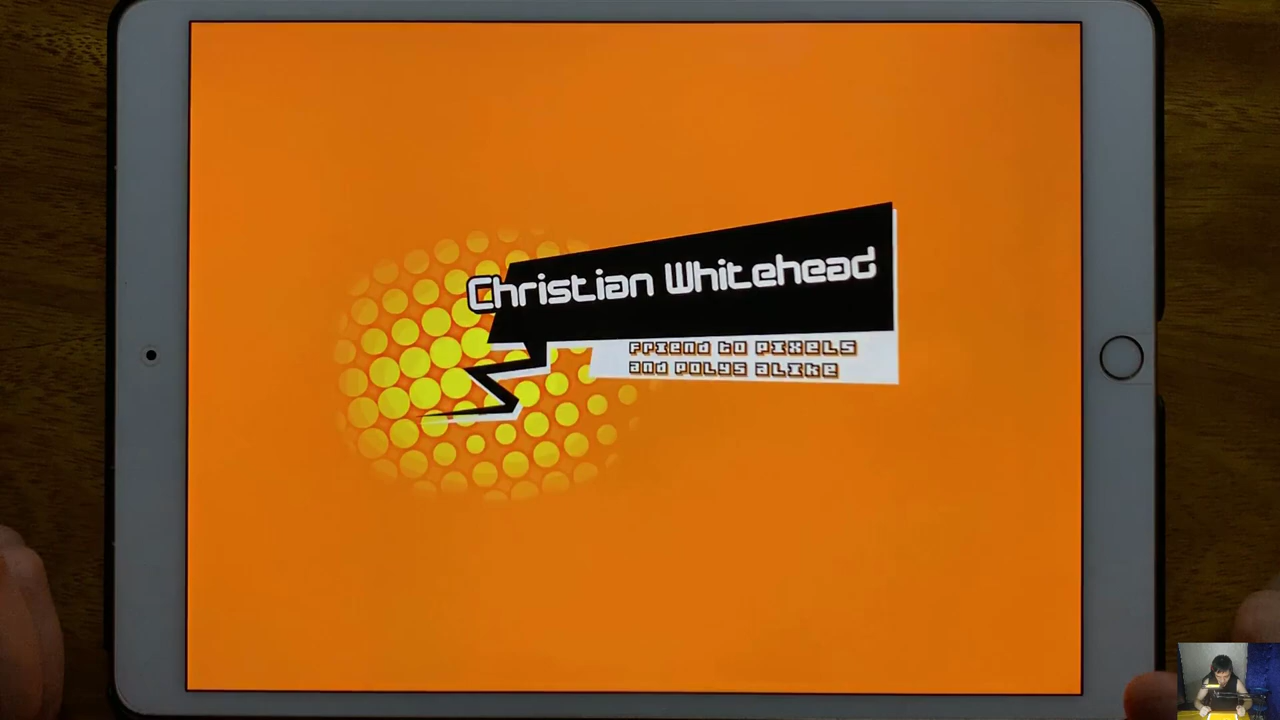 Christian Whitehead
Friend to pixels
and polys alike